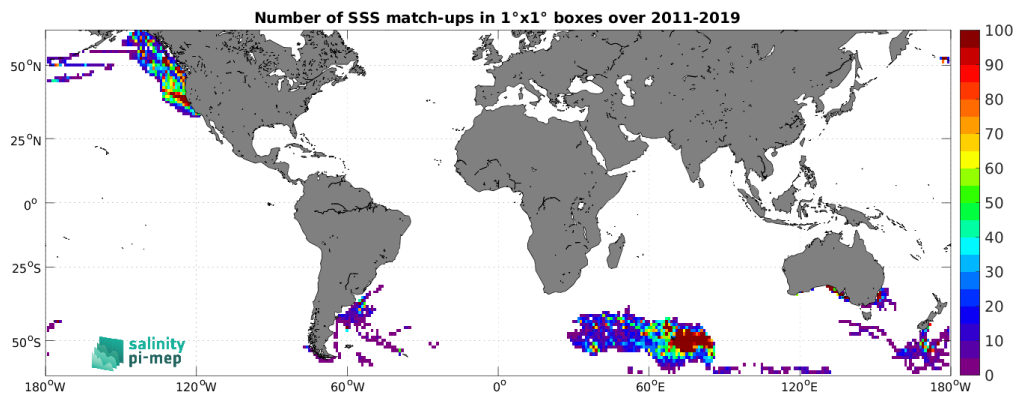 Number of SSS match-ups in 1°x1° boxes over 2011-2019
50°N
25°N
0°
25°S
50°S
180°W
120°W
60°W
0°
60°E
120°E
180°W
100
90
80
70
60
50
40
30
20
10
0
salinity
pi-mep